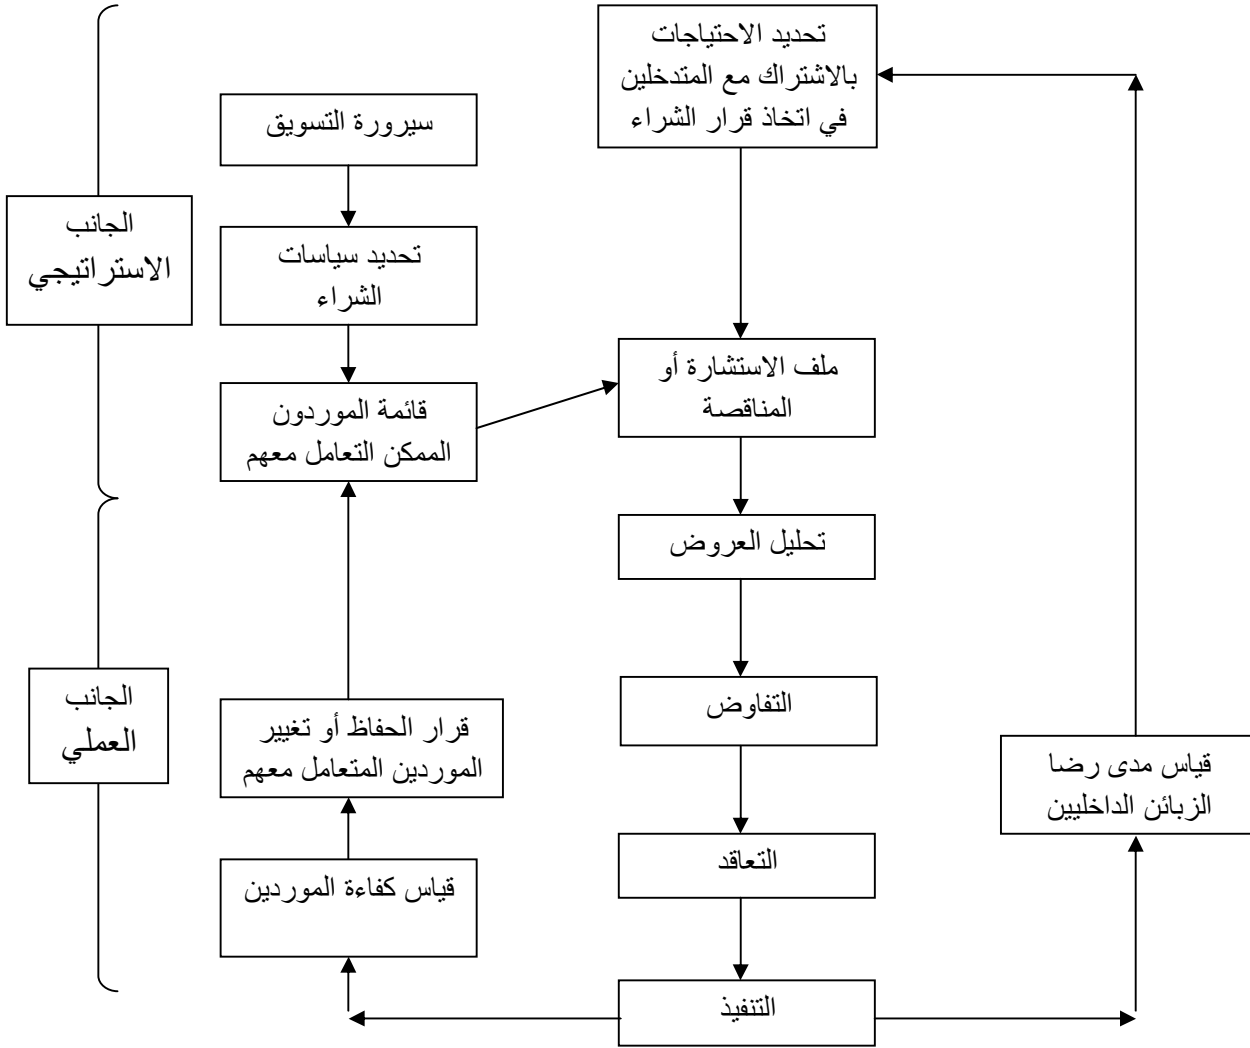 تحديد الاحتياجات
بالاشتراك مع المتدخلين
في اتخاذ قرار الشراء
سيرورة التسويق
الجانب
الاستراتيجي
تحديد سياسات
الشراء
ملف الاستشارة أو
المناقصة
قائمة الموردون
الممكن التعامل معهم
تحليل العروض
الجانب
العملي
التفاوض
قرار الحفاظ أو تغيير
الموردين المتعامل معهم
قياس مدى رضا
الزبائن الداخليين
التعاقد
قياس كفاءة الموردين
التنفيذ